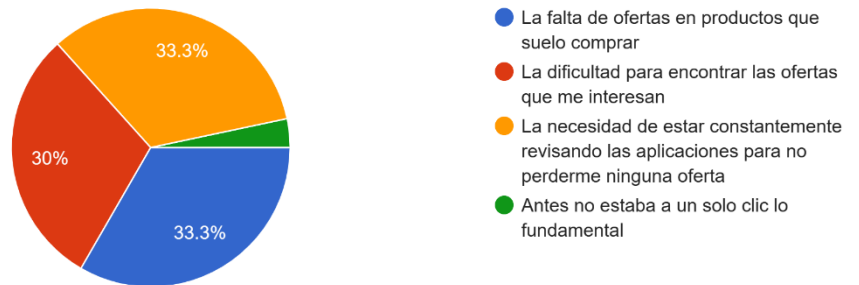 33.3%
30%
33.3%
La falta de ofertas en productos que
suelo comprar
La dificultad para encontrar las ofertas
que me interesan
La necesidad de estar constantemente
revisando las aplicaciones para no
perderme ninguna oferta
Antes no estaba a un solo clic lo
fundamental